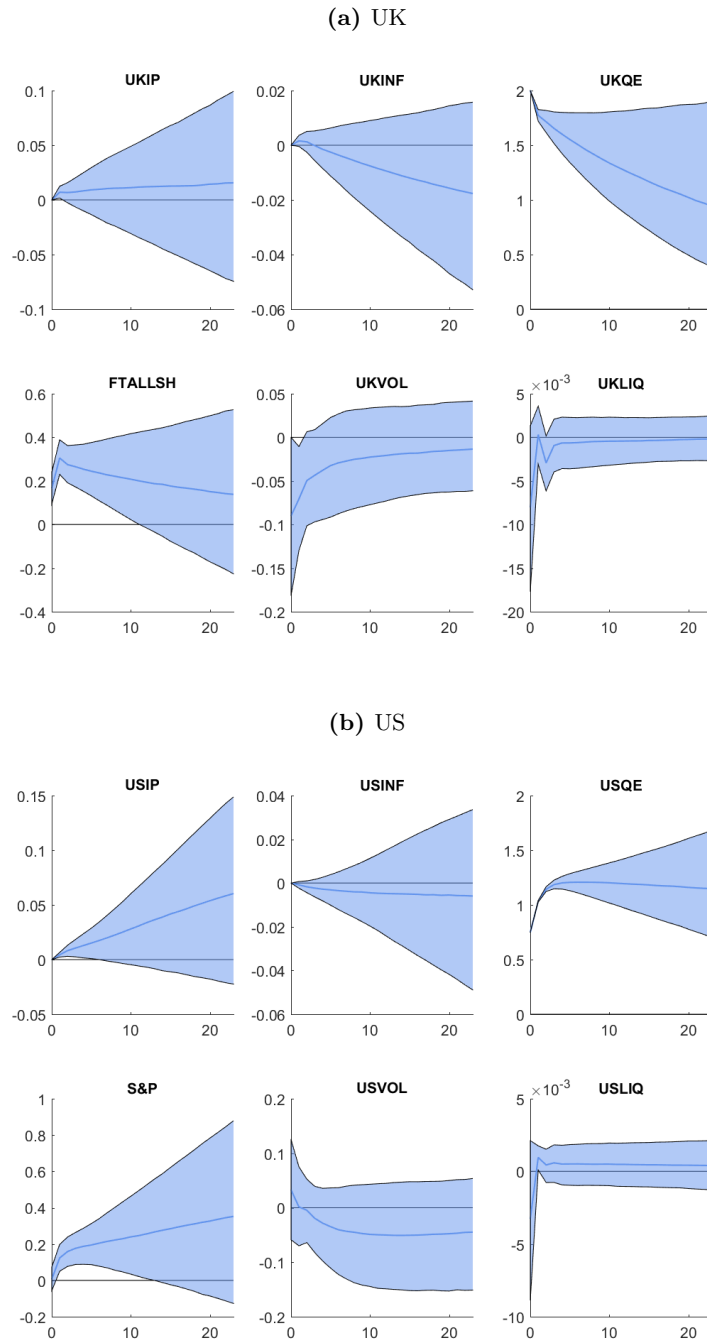 (a) UK
UKIP UKINF UKQE
0.1 0.02 2
0.05 0 1.5
0 -0.02 1
-0.05 -0.04 0.5
-0.1 -0.06 0
0 10 20 0 10 20 0 10 20
FTALLSH UKVOL UKLIQ
0.6 0.05 5 ×10⁻³
0.4 0 0
0.2 -0.05 -5
0 -0.1 -10
-0.2 -0.15 -15
-0.4 -0.2 -20
0 10 20 0 10 20 0 10 20
(b) US
USIP USINF USQE
0.15 0.04 2
0.1 0.02 1.5
0.05 0 1
0 -0.02 0.5
-0.05 -0.04 0
-0.06
0 10 20 0 10 20 0 10 20
S&P USVOL USLIQ
1 0.2 5 ×10⁻³
0.8 0.1 0
0.6 0 -5
0.4 -0.1 -10
0.2 -0.2
0
-0.2
0 10 20 0 10 20 0 10 20